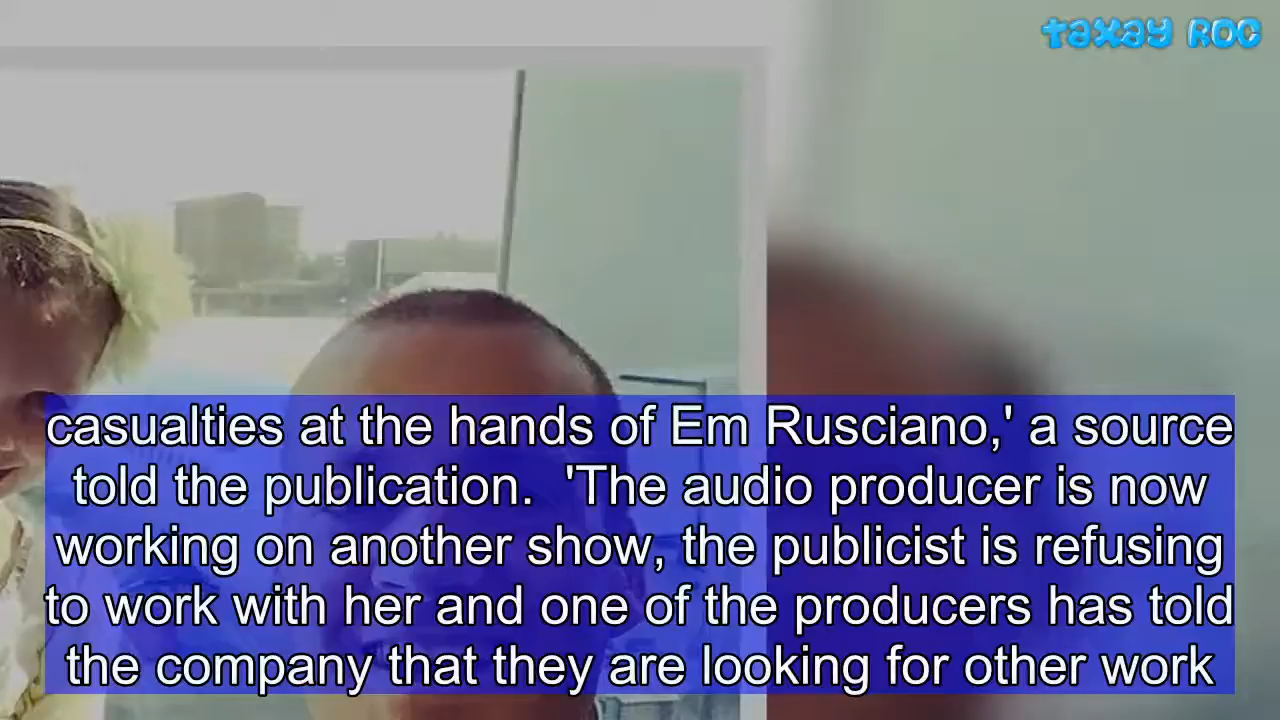 taxay ROC
casualties at the hands of Em Rusciano,' a source
told the publication.  'The audio producer is now
working on another show, the publicist is refusing
to work with her and one of the producers has told
the company that they are looking for other work